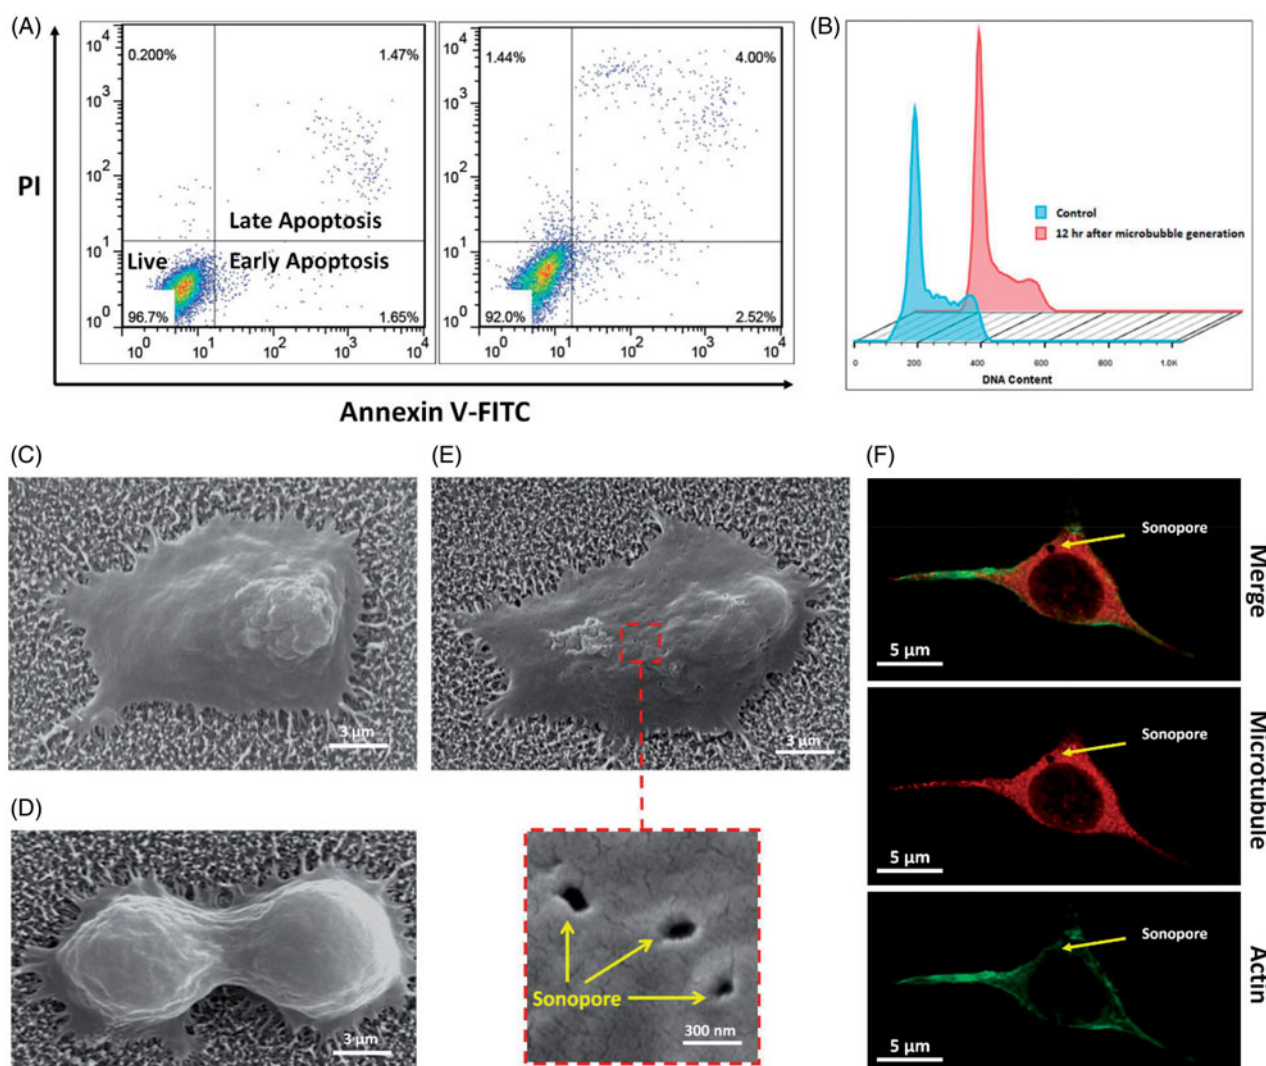 (A)
PI
10^4
10^3
10^2
10^1
10^0
0.200%
1.47%
Late Apoptosis
Live
Early Apoptosis
96.7%
1.65%
10^0 10^1 10^2 10^3 10^4
10^4
10^3
10^2
10^1
10^0
1.44%
4.00%
92.0%
2.52%
10^0 10^1 10^2 10^3 10^4
Annexin V-FITC
(B)
Control
12 hr after microbubble generation
0 200 400 600 800 1.0K
DNA Content
(C)
3 µm
(E)
3 µm
(D)
3 µm
Sonopore
300 nm
(F)
Sonopore
5 µm
Merge
Sonopore
5 µm
Microtubule
Sonopore
5 µm
Actin